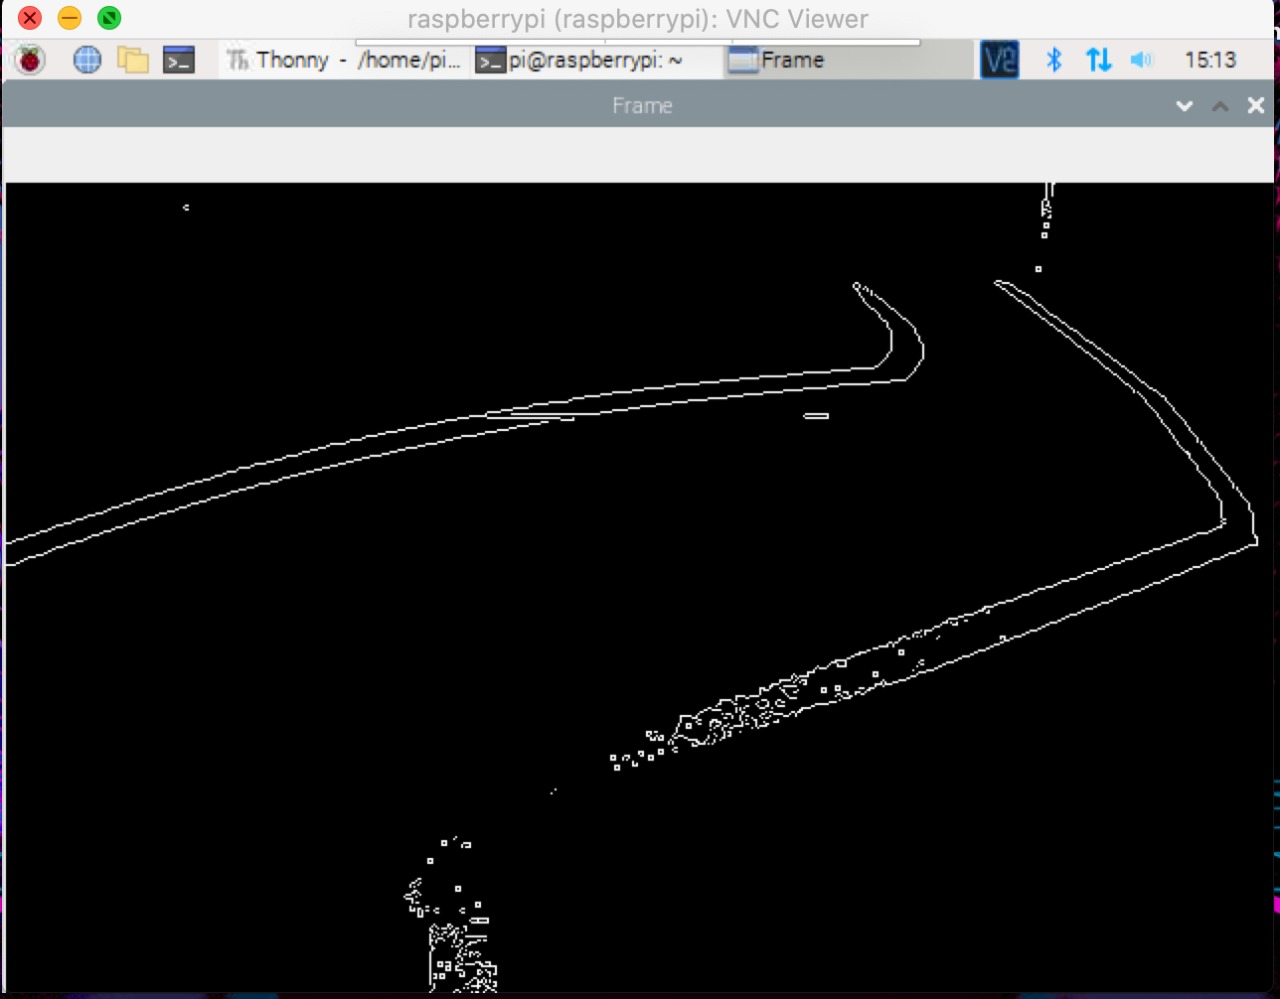 raspberrypi (raspberrypi): VNC Viewer
Thonny - /home/pi... pi@raspberrypi: ~ Frame 15:13
Frame